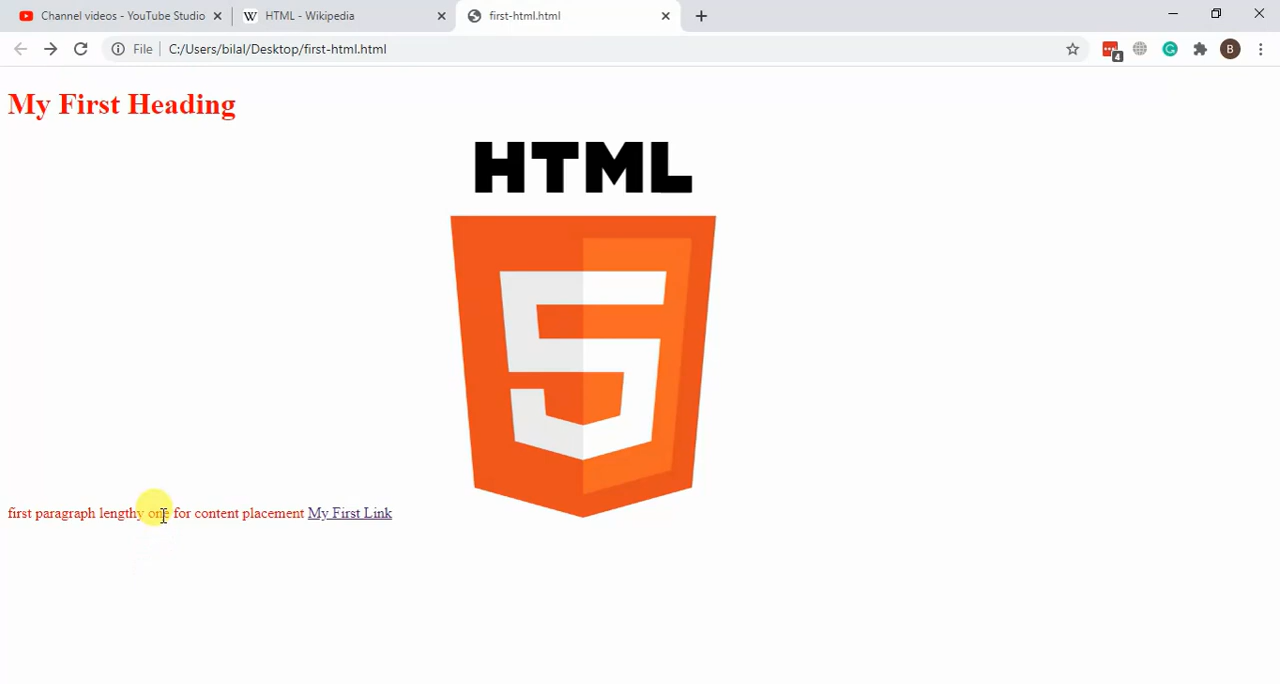 Channel videos - YouTube Studio
W HTML - Wikipedia
first-html.html
File C:/Users/bilal/Desktop/first-html.html
4
B
My First Heading
HTML
5
first paragraph lengthy one for content placement My First Link